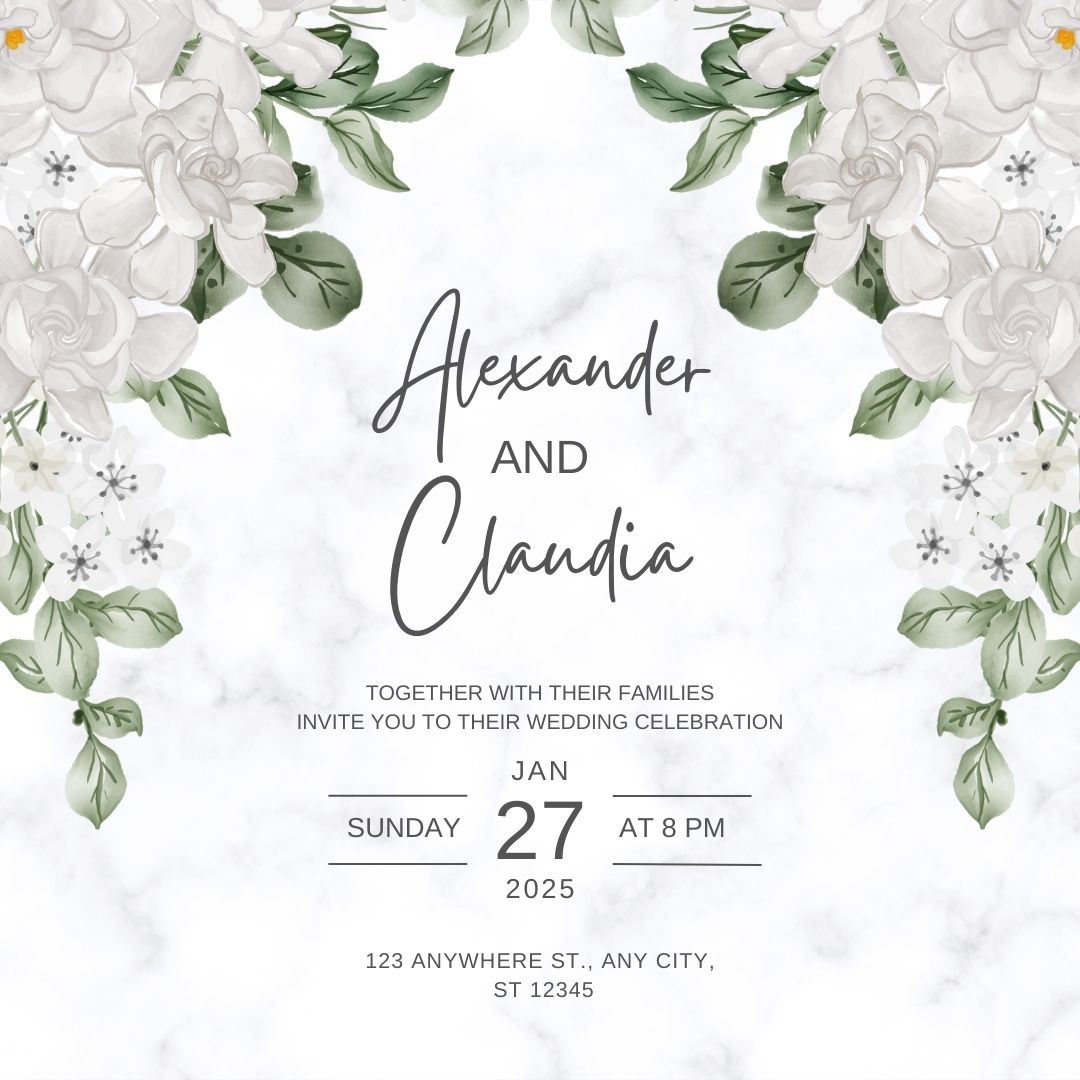 Alexander
AND
Claudia
TOGETHER WITH THEIR FAMILIES
INVITE YOU TO THEIR WEDDING CELEBRATION
JAN
SUNDAY 27 AT 8 PM
2025
123 ANYWHERE ST., ANY CITY,
ST 12345